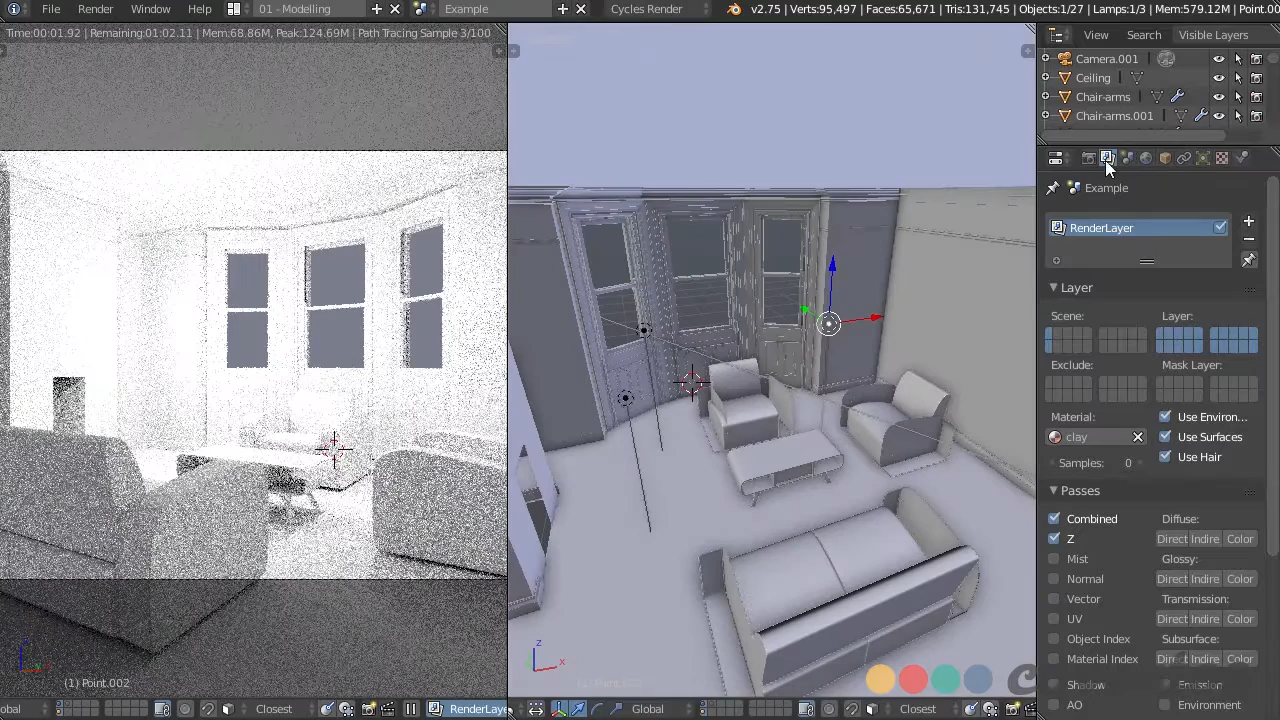 File Render Window Help 01 - Modelling Example Cycles Render v2.75 | Verts:95,497 | Faces:65,671 | Tris:131,745 | Objects:1/27 | Lamps:1/3 | Mem:579.12M | Point.00
Time:00:01.92 | Remaining:01:02.11 | Mem:68.86M, Peak:124.69M | Path Tracing Sample 3/100
View Search Visible Layers
Camera.001
Ceiling
Chair-arms
Chair-arms.001
Example
RenderLayer
Layer
Scene: Layer:
Exclude: Mask Layer:
Material: Use Environ...
clay Use Surfaces
Samples: 0 Use Hair
Passes
Combined Diffuse:
Z Direct Indire Color
Mist Glossy:
Normal Direct Indire Color
Vector Transmission:
UV Direct Indire Color
Object Index Subsurface:
Material Index Direct Indire Color
Shadow Emission
AO Environment
z
x
(1) Point.002
obal Closest RenderLaye
Global Closest